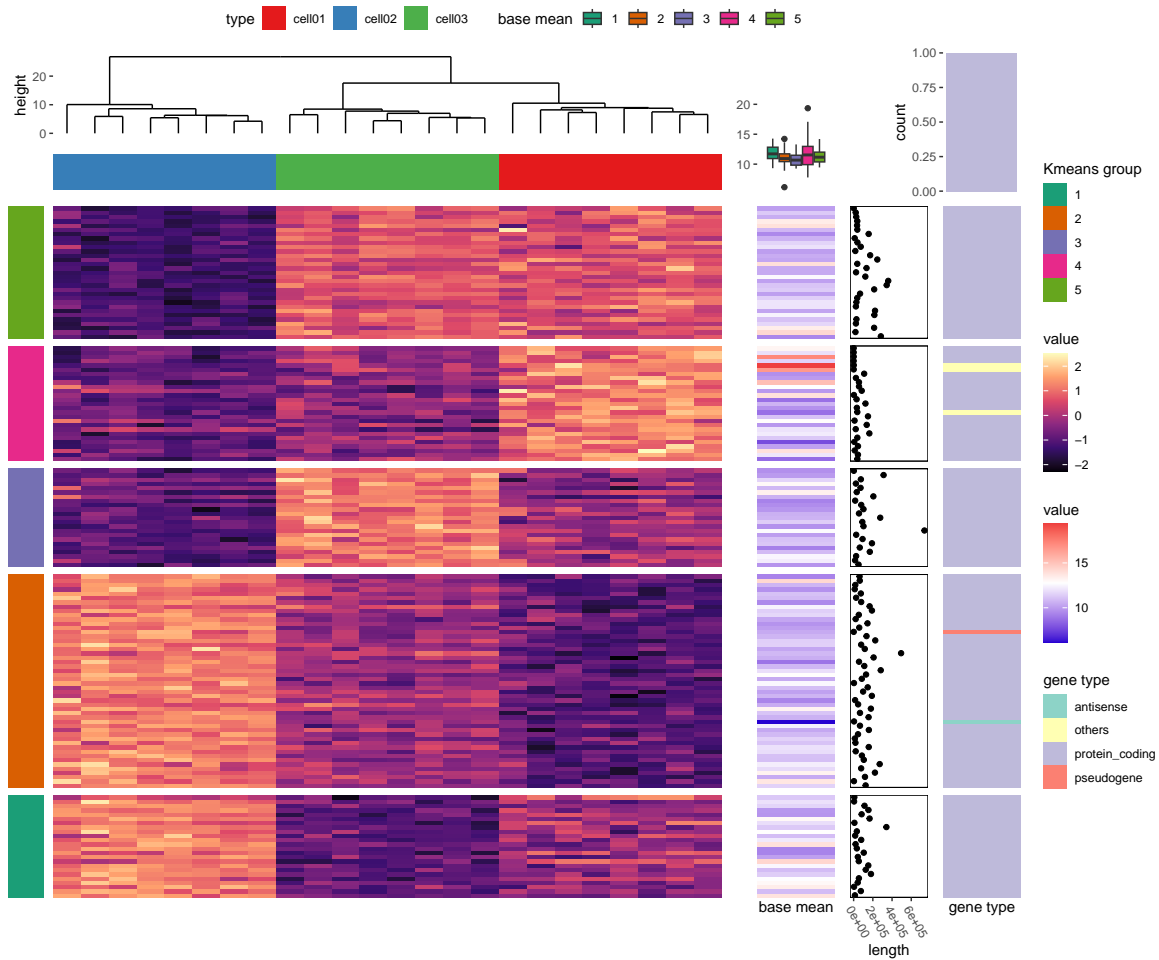 type cell01 cell02 cell03 base mean 1 2 3 4 5
height
20
10
0
20
15
10
count
1.00
0.75
0.50
0.25
0.00
Kmeans group
1
2
3
4
5
value
2
1
0
−1
−2
value
15
10
gene type
antisense
others
protein_coding
pseudogene
base mean
0e+00
2e+05
4e+05
6e+05
length
gene type